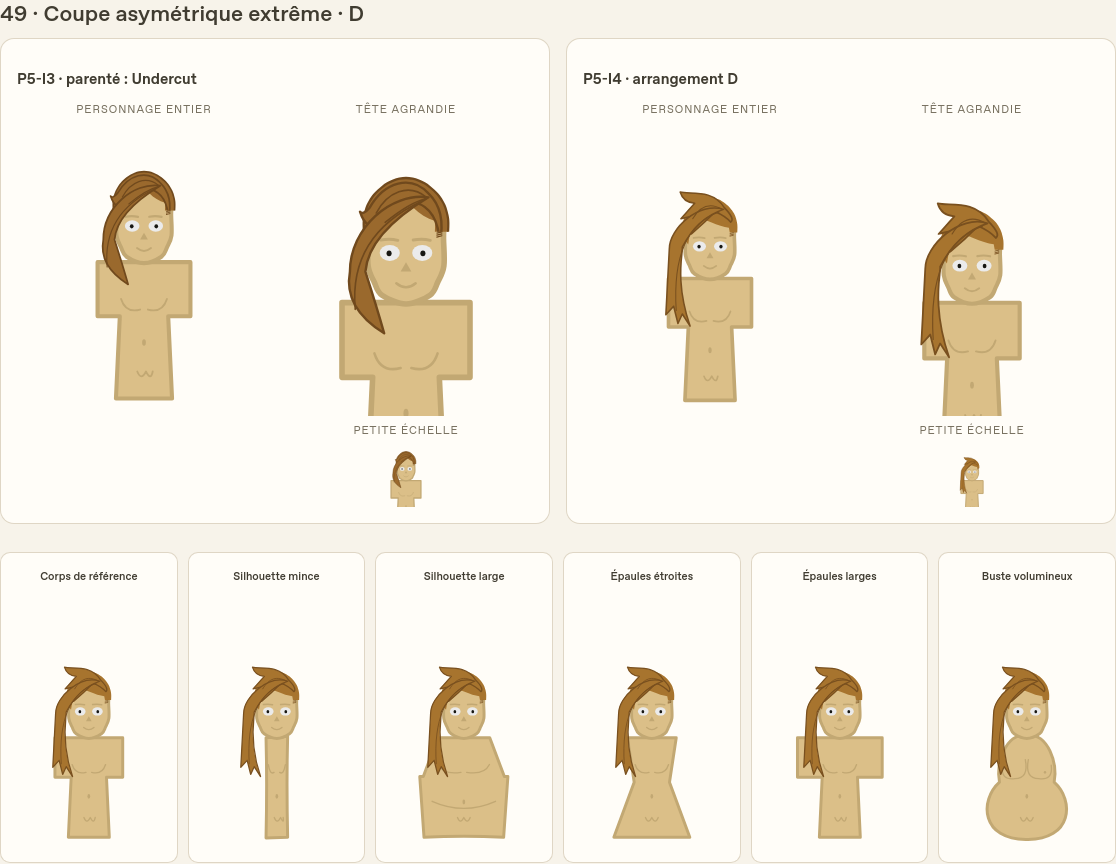 49 · Coupe asymétrique extrême · D
P5-I3 · parenté : Undercut
PERSONNAGE ENTIER
TÊTE AGRANDIE
PETITE ÉCHELLE
P5-I4 · arrangement D
PERSONNAGE ENTIER
TÊTE AGRANDIE
PETITE ÉCHELLE
Corps de référence
Silhouette mince
Silhouette large
Épaules étroites
Épaules larges
Buste volumineux